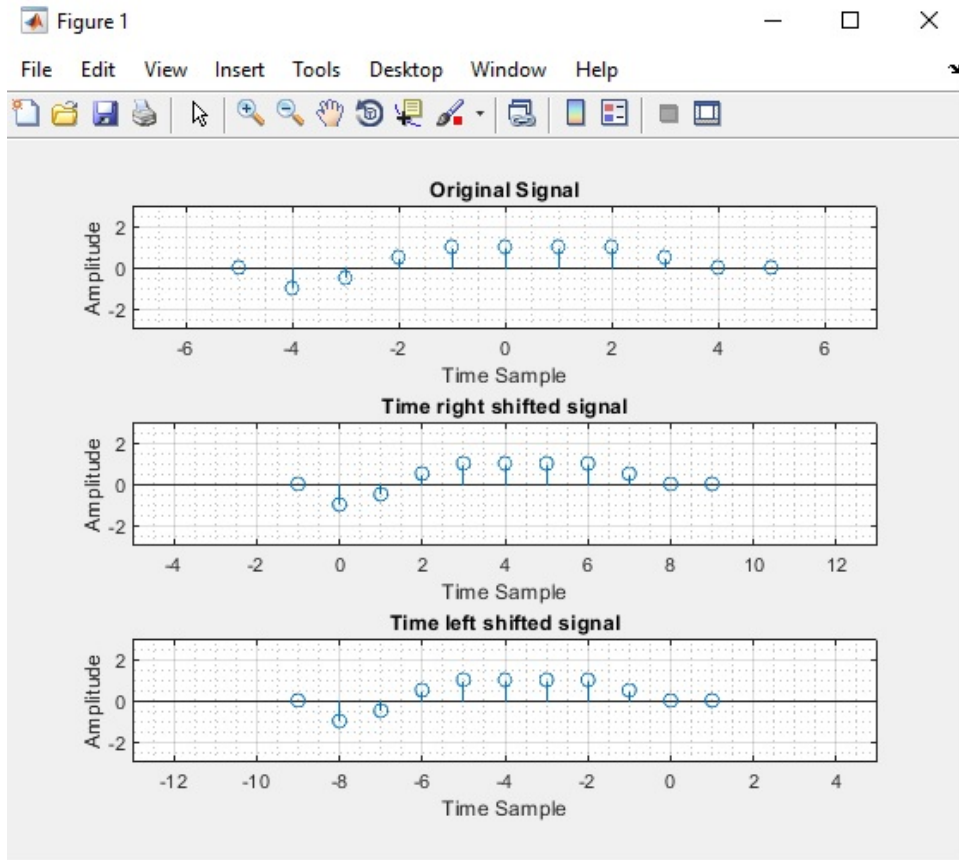 Figure 1
File Edit View Insert Tools Desktop Window Help
Original Signal
Amplitude
2
0
-2
-6 -4 -2 0 2 4 6
Time Sample
Time right shifted signal
Amplitude
2
0
-2
-4 -2 0 2 4 6 8 10 12
Time Sample
Time left shifted signal
Amplitude
2
0
-2
-12 -10 -8 -6 -4 -2 0 2 4
Time Sample